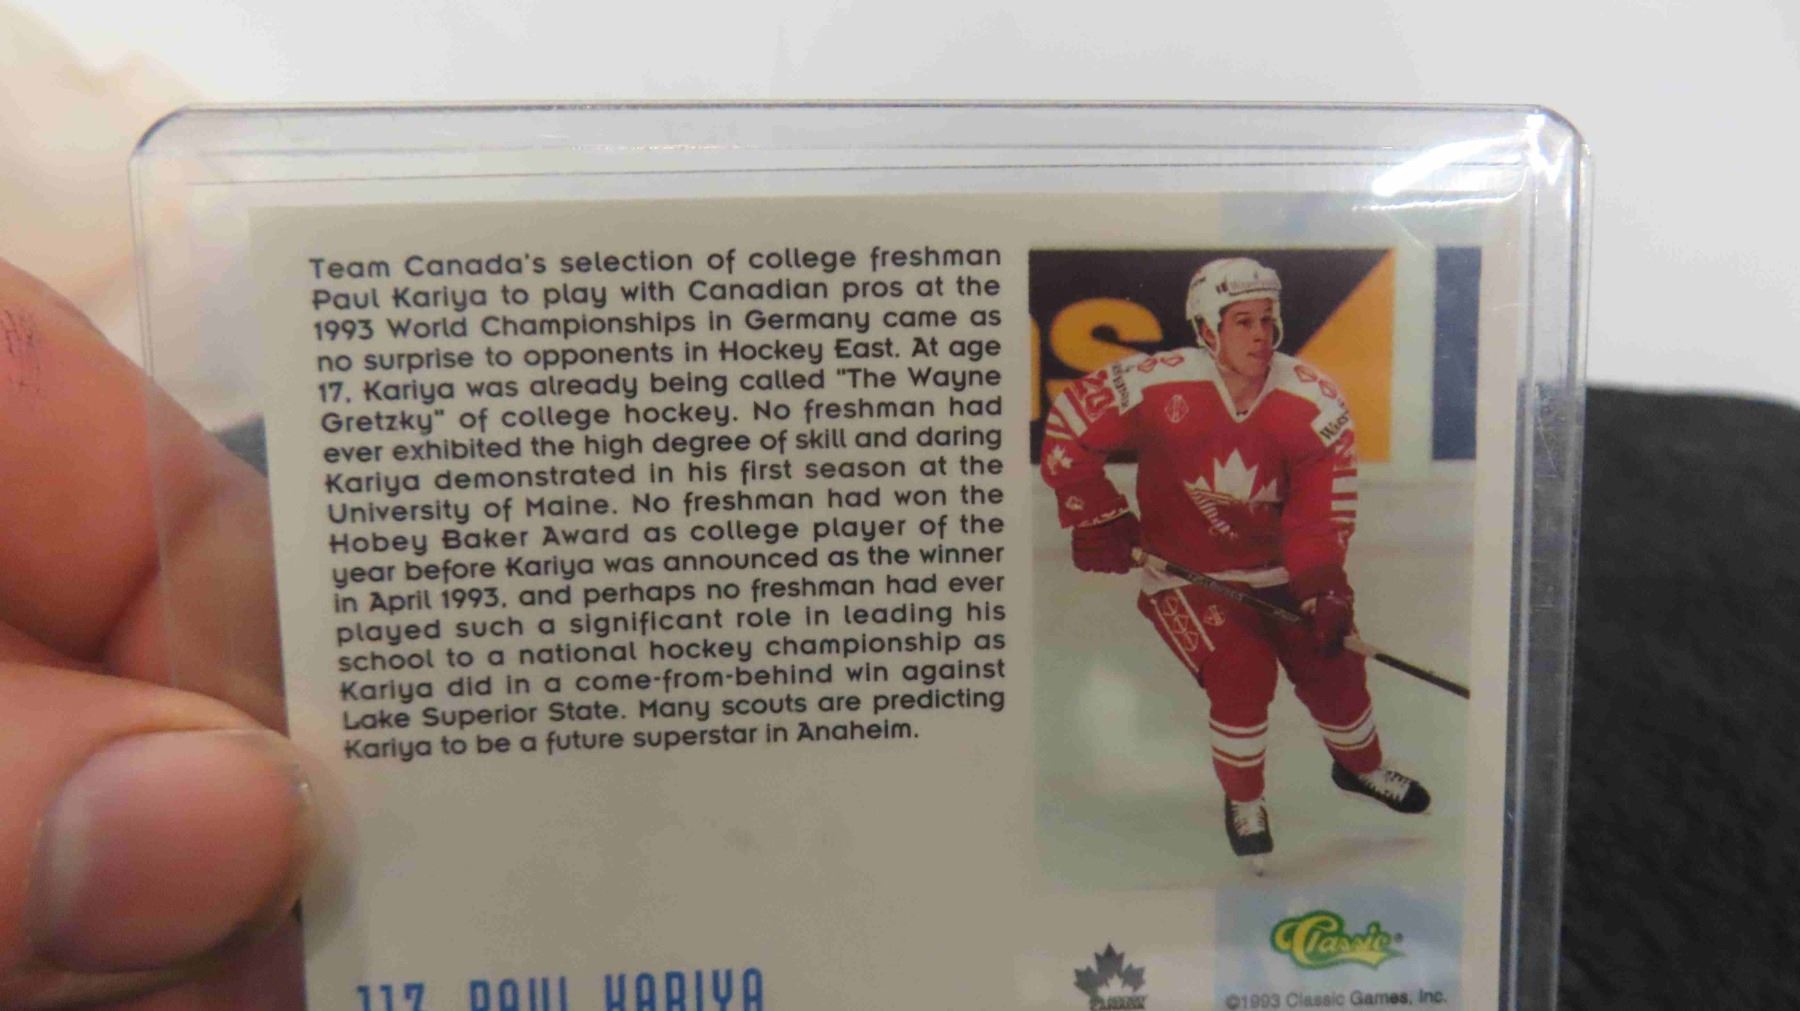 Team Canada's selection of college freshman
Paul Kariya to play with Canadian pros at the
1993 World Championships in Germany came as
no surprise to opponents in Hockey East. At age
17, Kariya was already being called "The Wayne
Gretzky" of college hockey. No freshman had
ever exhibited the high degree of skill and daring
Kariya demonstrated in his first season at the
University of Maine. No freshman had won the
Hobey Baker Award as college player of the
year before Kariya was announced as the winner
in April 1993, and perhaps no freshman had ever
played such a significant role in leading his
school to a national hockey championship as
Kariya did in a come-from-behind win against
Lake Superior State. Many scouts are predicting
Kariya to be a future superstar in Anaheim.
Classic®
117 PAUL KARIYA
©1993 Classic Games, Inc.